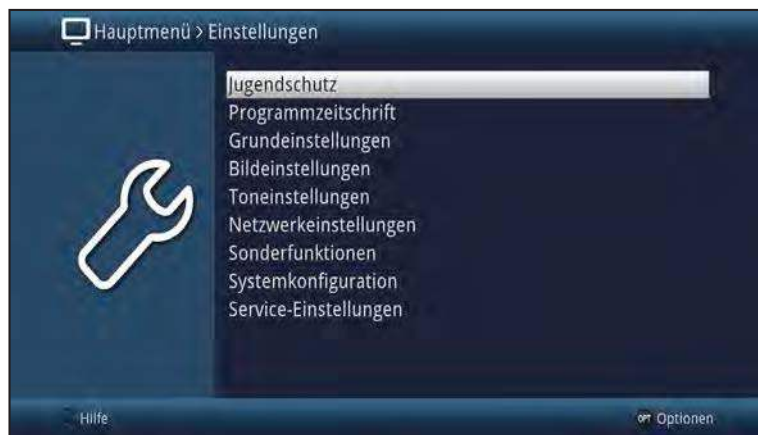 Hauptmenü > Einstellungen
Jugendschutz
Programmzeitschrift
Grundeinstellungen
Bildeinstellungen
Toneinstellungen
Netzwerkeinstellungen
Sonderfunktionen
Systemkonfiguration
Service-Einstellungen
Hilfe
OPT Optionen